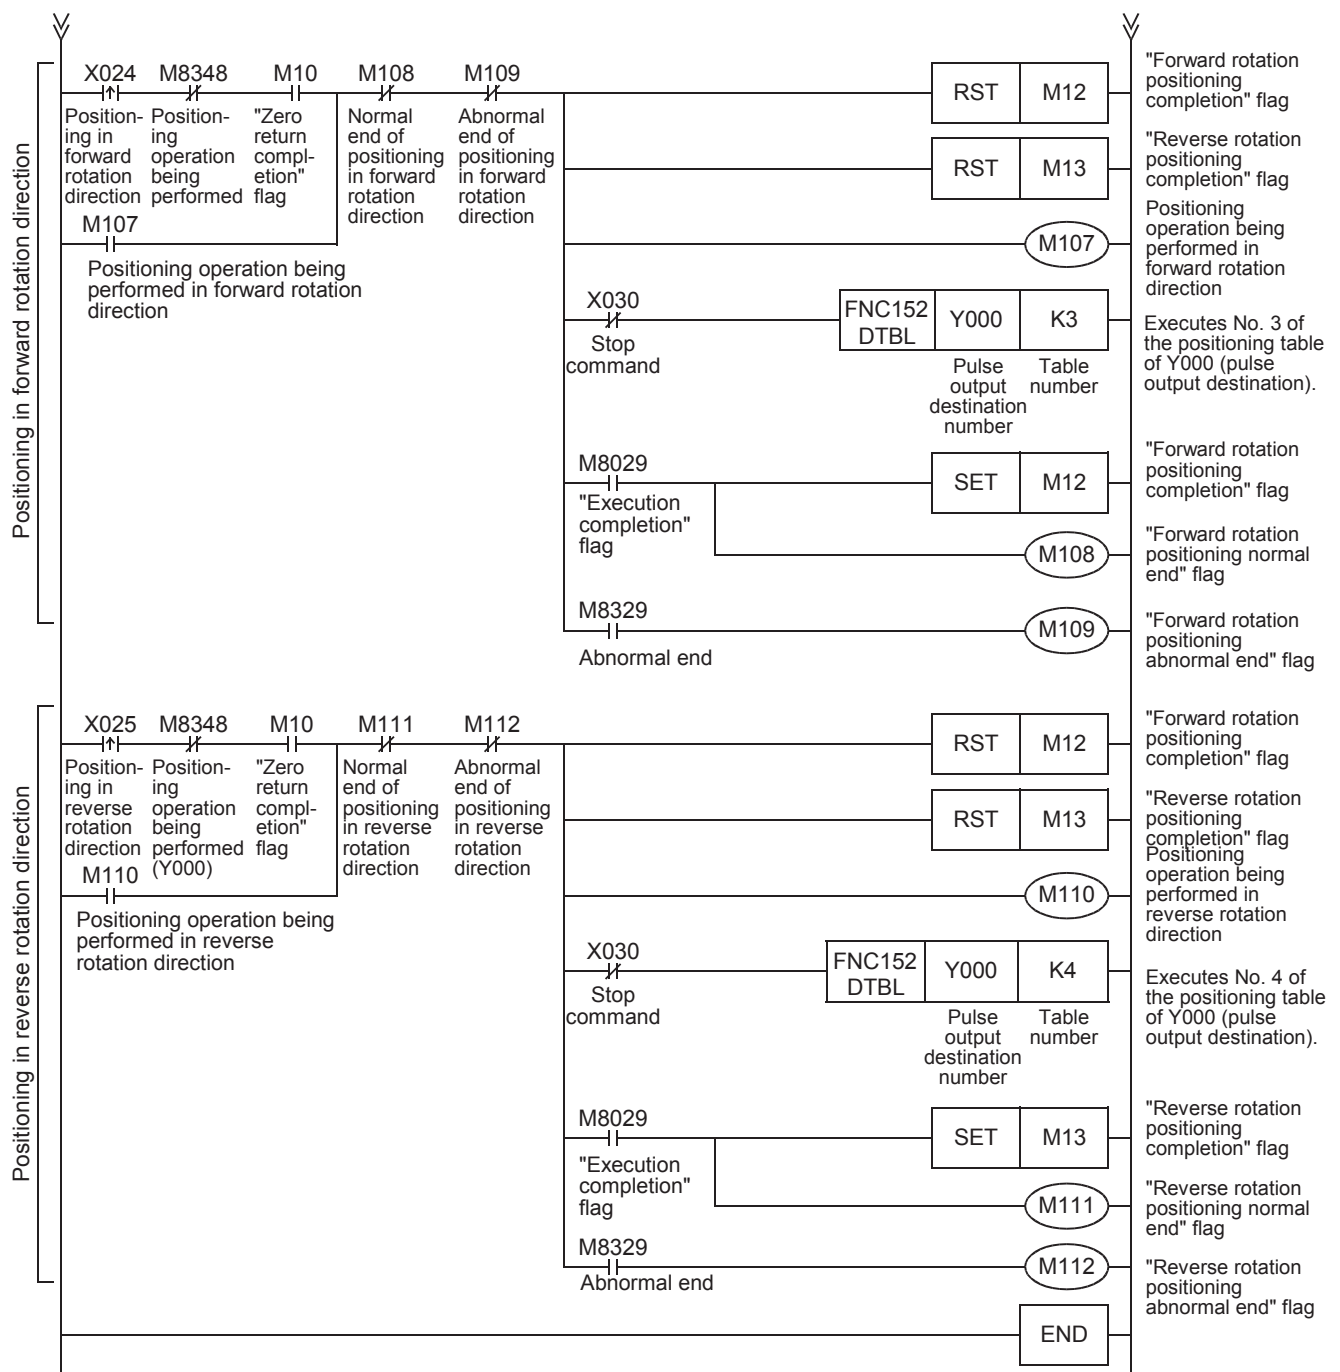 Positioning in forward rotation direction
X024 M8348 M10 M108 M109
Position-
ing in
forward
rotation
direction
Position-
ing
operation
being
performed
"Zero
return
compl-
etion"
flag
Normal
end of
positioning
in forward
rotation
direction
Abnormal
end of
positioning
in forward
rotation
direction
RST M12
"Forward rotation
positioning
completion" flag
RST M13
"Reverse rotation
positioning
completion" flag
M107
Positioning operation being
performed in forward rotation
direction
M107
Positioning
operation being
performed in
forward rotation
direction
X030
Stop
command
FNC152
DTBL
Y000
K3
Pulse
output
destination
number
Table
number
Executes No. 3 of
the positioning table
of Y000 (pulse
output destination).
M8029
"Execution
completion"
flag
SET M12
"Forward rotation
positioning
completion" flag
M108
"Forward rotation
positioning normal
end" flag
M8329
Abnormal end
M109
"Forward rotation
positioning
abnormal end" flag
Positioning in reverse rotation direction
X025 M8348 M10 M111 M112
Position-
ing in
reverse
rotation
direction
Position-
ing
operation
being
performed
(Y000)
"Zero
return
compl-
etion"
flag
Normal
end of
positioning
in reverse
rotation
direction
Abnormal
end of
positioning
in reverse
rotation
direction
RST M12
"Forward rotation
positioning
completion" flag
RST M13
"Reverse rotation
positioning
completion" flag
M110
Positioning operation being
performed in reverse
rotation direction
M110
Positioning
operation being
performed in
reverse rotation
direction
X030
Stop
command
FNC152
DTBL
Y000
K4
Pulse
output
destination
number
Table
number
Executes No. 4 of
the positioning table
of Y000 (pulse
output destination).
M8029
"Execution
completion"
flag
SET M13
"Reverse rotation
positioning
completion" flag
M111
"Reverse rotation
positioning normal
end" flag
M8329
Abnormal end
M112
"Reverse rotation
positioning
abnormal end" flag
END